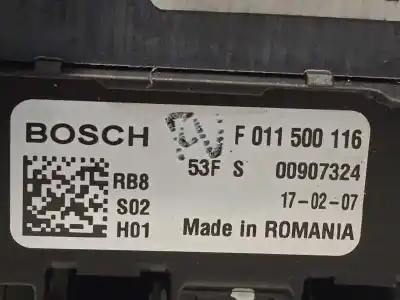 BOSCH F 011 500 116
RB8 53F S 00907324
S02 17-02-07
H01 Made in ROMANIA